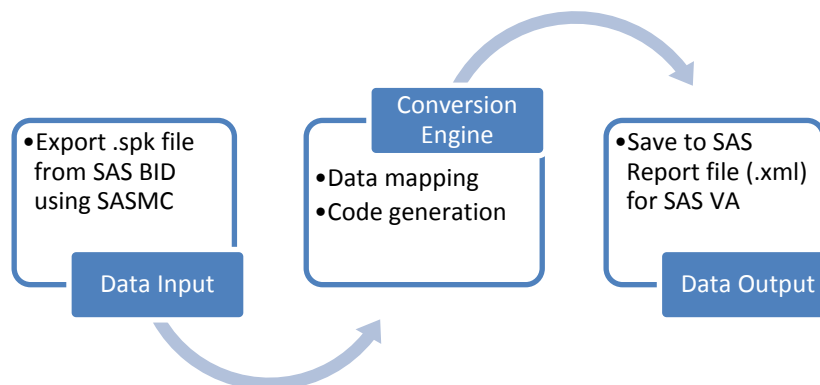 •Export .spk file
from SAS BID
using SASMC
Data Input
Conversion
Engine
•Data mapping
•Code generation
•Save to SAS
Report file (.xml)
for SAS VA
Data Output